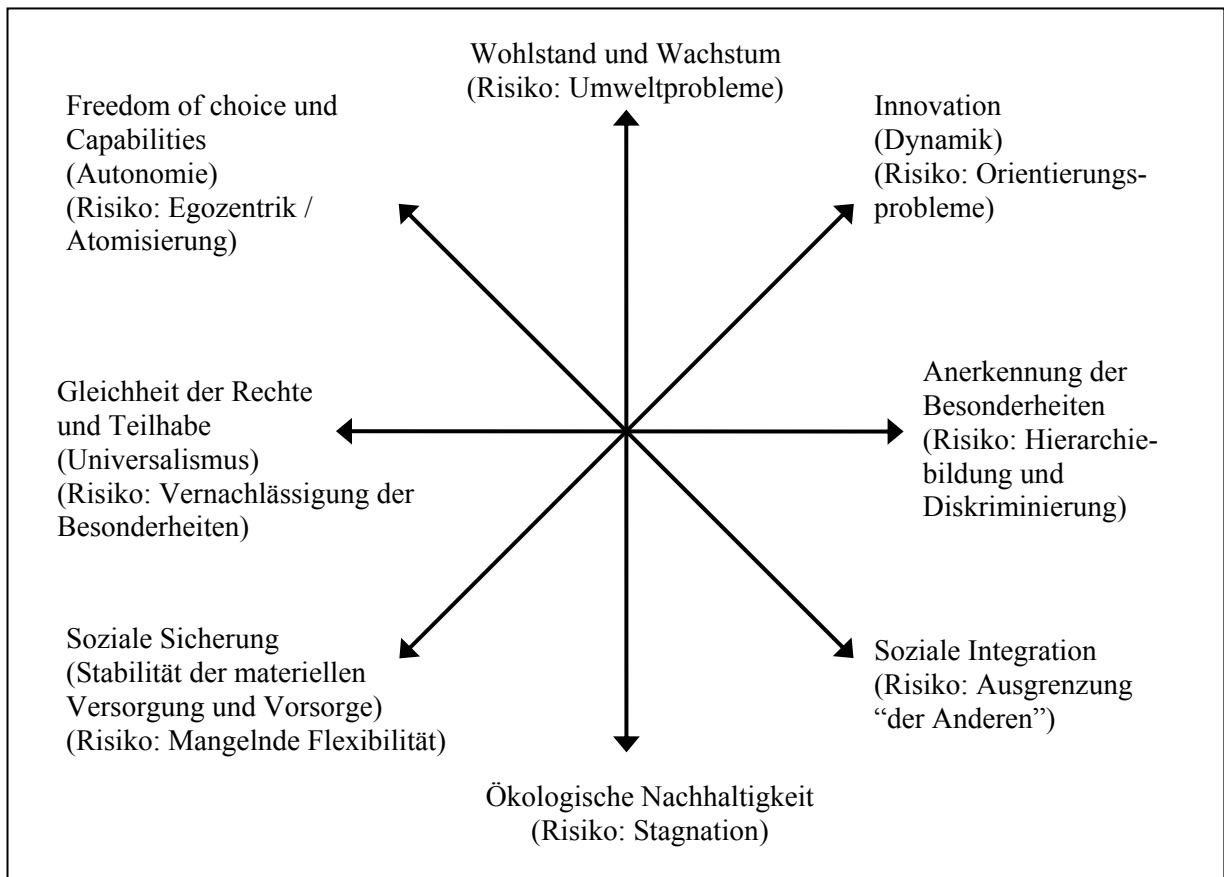 Wohlstand und Wachstum
(Risiko: Umweltprobleme)
Freedom of choice und
Capabilities
(Autonomie)
(Risiko: Egozentrik /
Atomisierung)
Innovation
(Dynamik)
(Risiko: Orientierungs-
probleme)
Gleichheit der Rechte
und Teilhabe
(Universalismus)
(Risiko: Vernachlässigung der
Besonderheiten)
Anerkennung der
Besonderheiten
(Risiko: Hierarchie-
bildung und
Diskriminierung)
Soziale Sicherung
(Stabilität der materiellen
Versorgung und Vorsorge)
(Risiko: Mangelnde Flexibilität)
Soziale Integration
(Risiko: Ausgrenzung
“der Anderen”)
Ökologische Nachhaltigkeit
(Risiko: Stagnation)